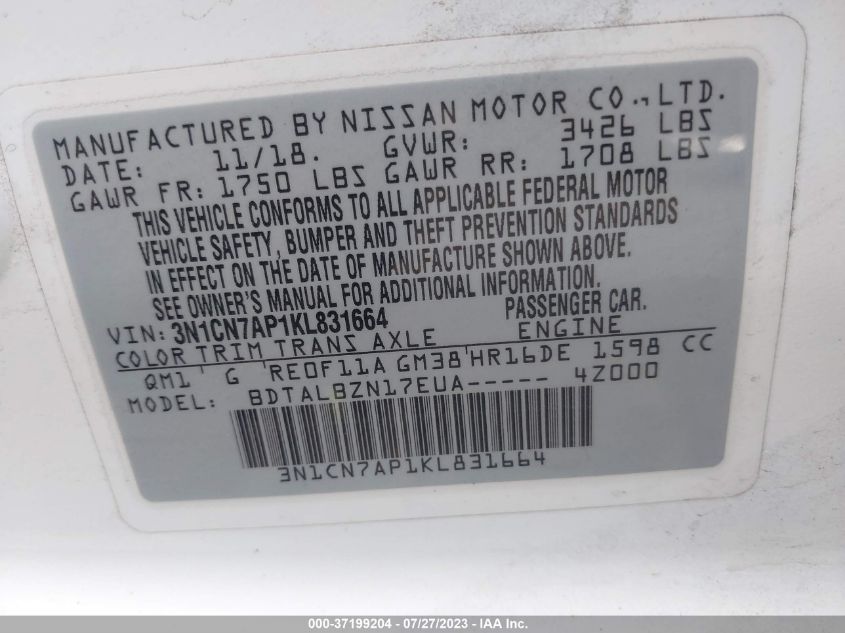 MANUFACTURED BY NISSAN MOTOR CO., LTD.
DATE: 11/18. GVWR: 3426 LBS
GAWR FR: 1750 LBS GAWR RR: 1708 LBS
THIS VEHICLE CONFORMS TO ALL APPLICABLE FEDERAL MOTOR
VEHICLE SAFETY, BUMPER AND THEFT PREVENTION STANDARDS
IN EFFECT ON THE DATE OF MANUFACTURE SHOWN ABOVE.
SEE OWNER'S MANUAL FOR ADDITIONAL INFORMATION.
VIN: 3N1CN7AP1KL831664 PASSENGER CAR.
COLOR TRIM TRANS AXLE ENGINE
QM1 G RE0F11A GM38 HR16DE 1598 CC
MODEL: BDTALBZN17EUA----- 4Z000
3N1CN7AP1KL831664
000-37199204 - 07/27/2023 - IAA Inc.